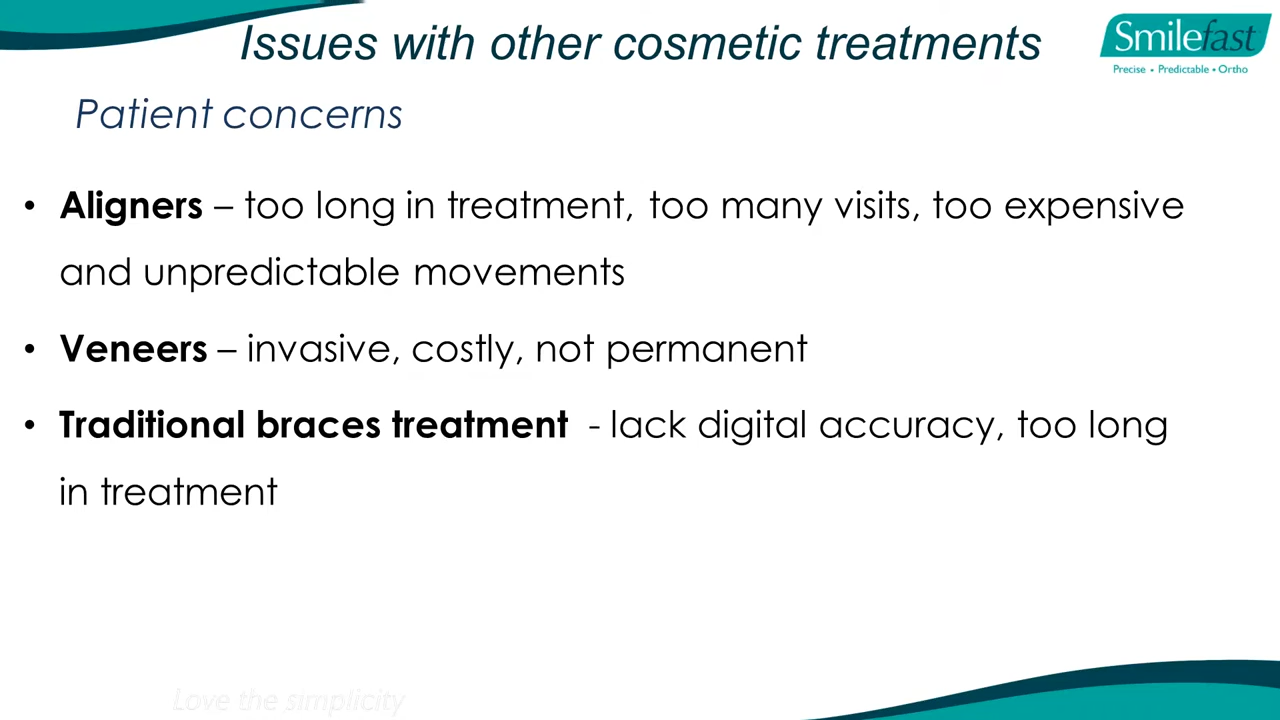 Issues with other cosmetic treatments
Smilefast
Precise • Predictable • Ortho
Patient concerns
• Aligners – too long in treatment, too many visits, too expensive
and unpredictable movements
• Veneers – invasive, costly, not permanent
• Traditional braces treatment - lack digital accuracy, too long
in treatment
Love the simplicity